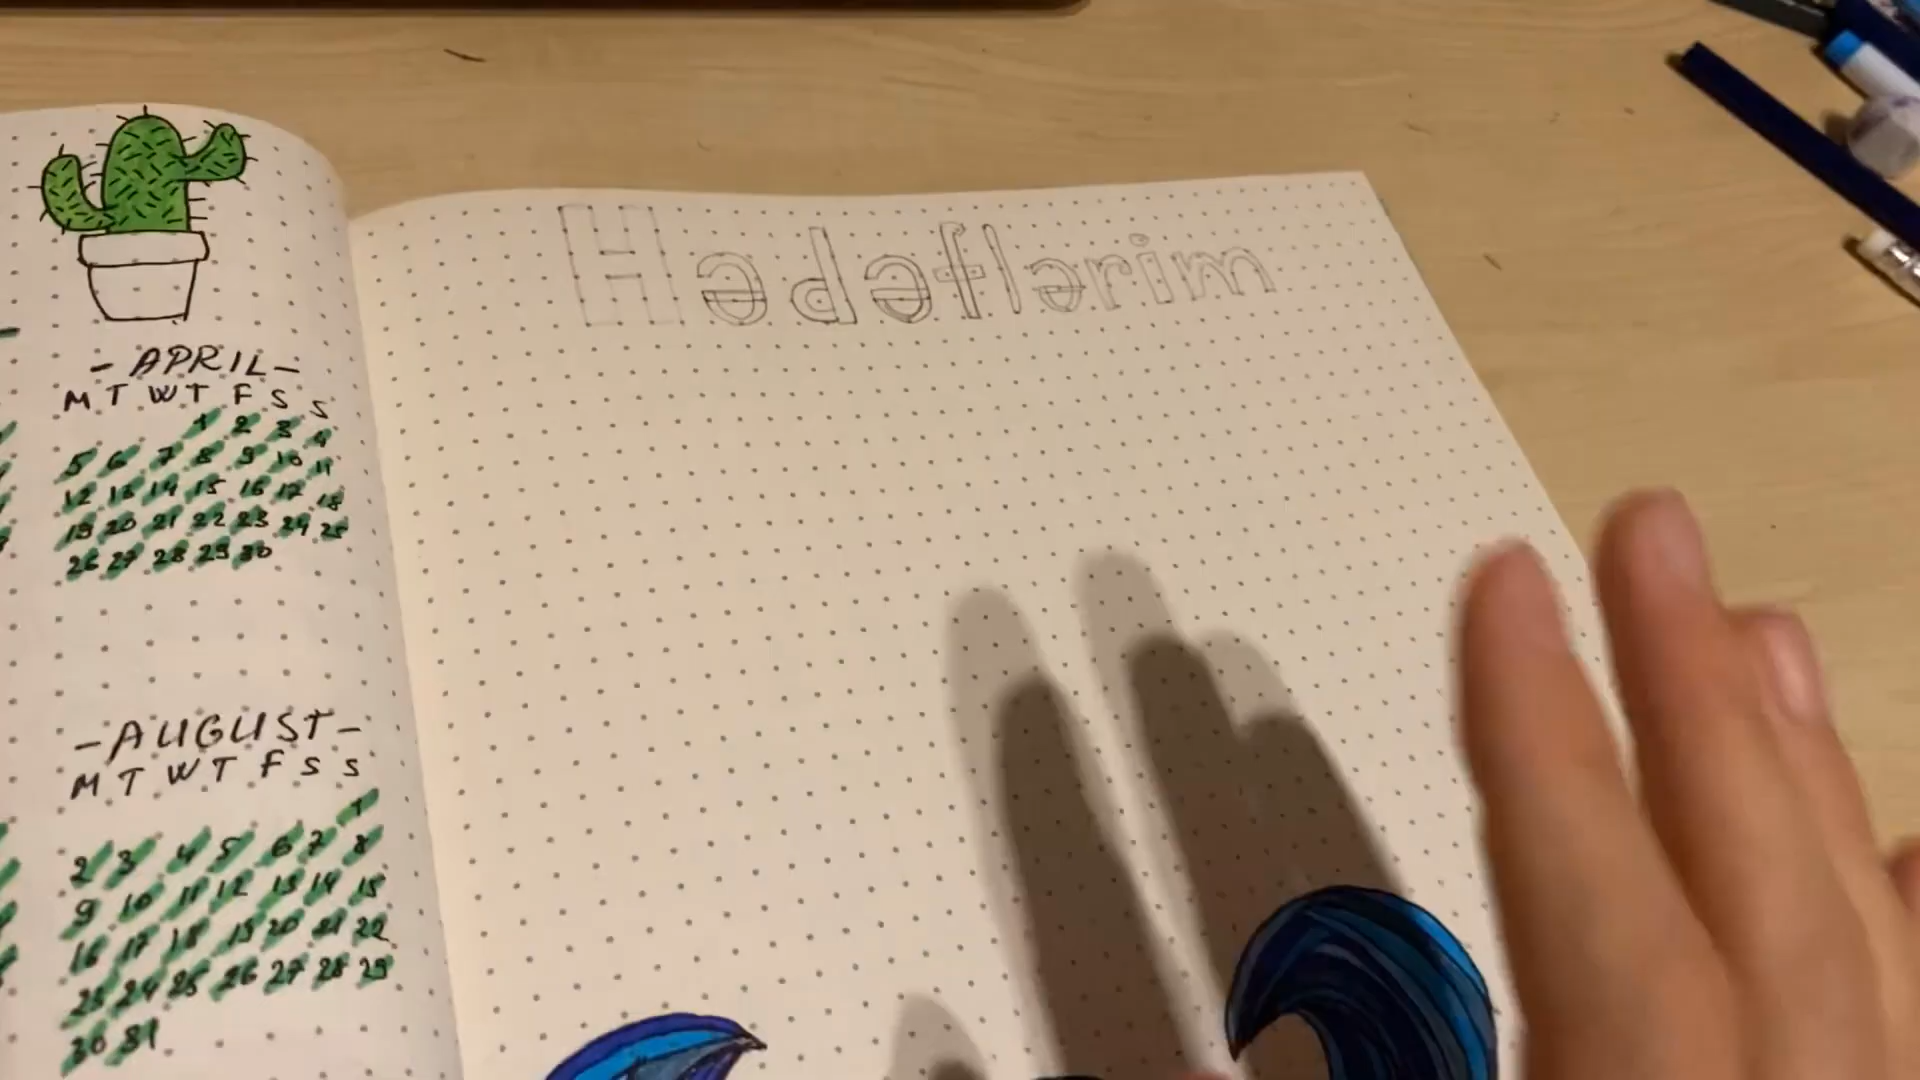 - APRIL -
M T W T F S S
1 2 3 4
5 6 7 8 9 10 11
12 13 14 15 16 17 18
19 20 21 22 23 24 25
26 27 28 29 30
- AUGUST -
M T W T F S S
1
2 3 4 5 6 7 8
9 10 11 12 13 14 15
16 17 18 19 20 21 22
23 24 25 26 27 28 29
30 31
Hədəflərim